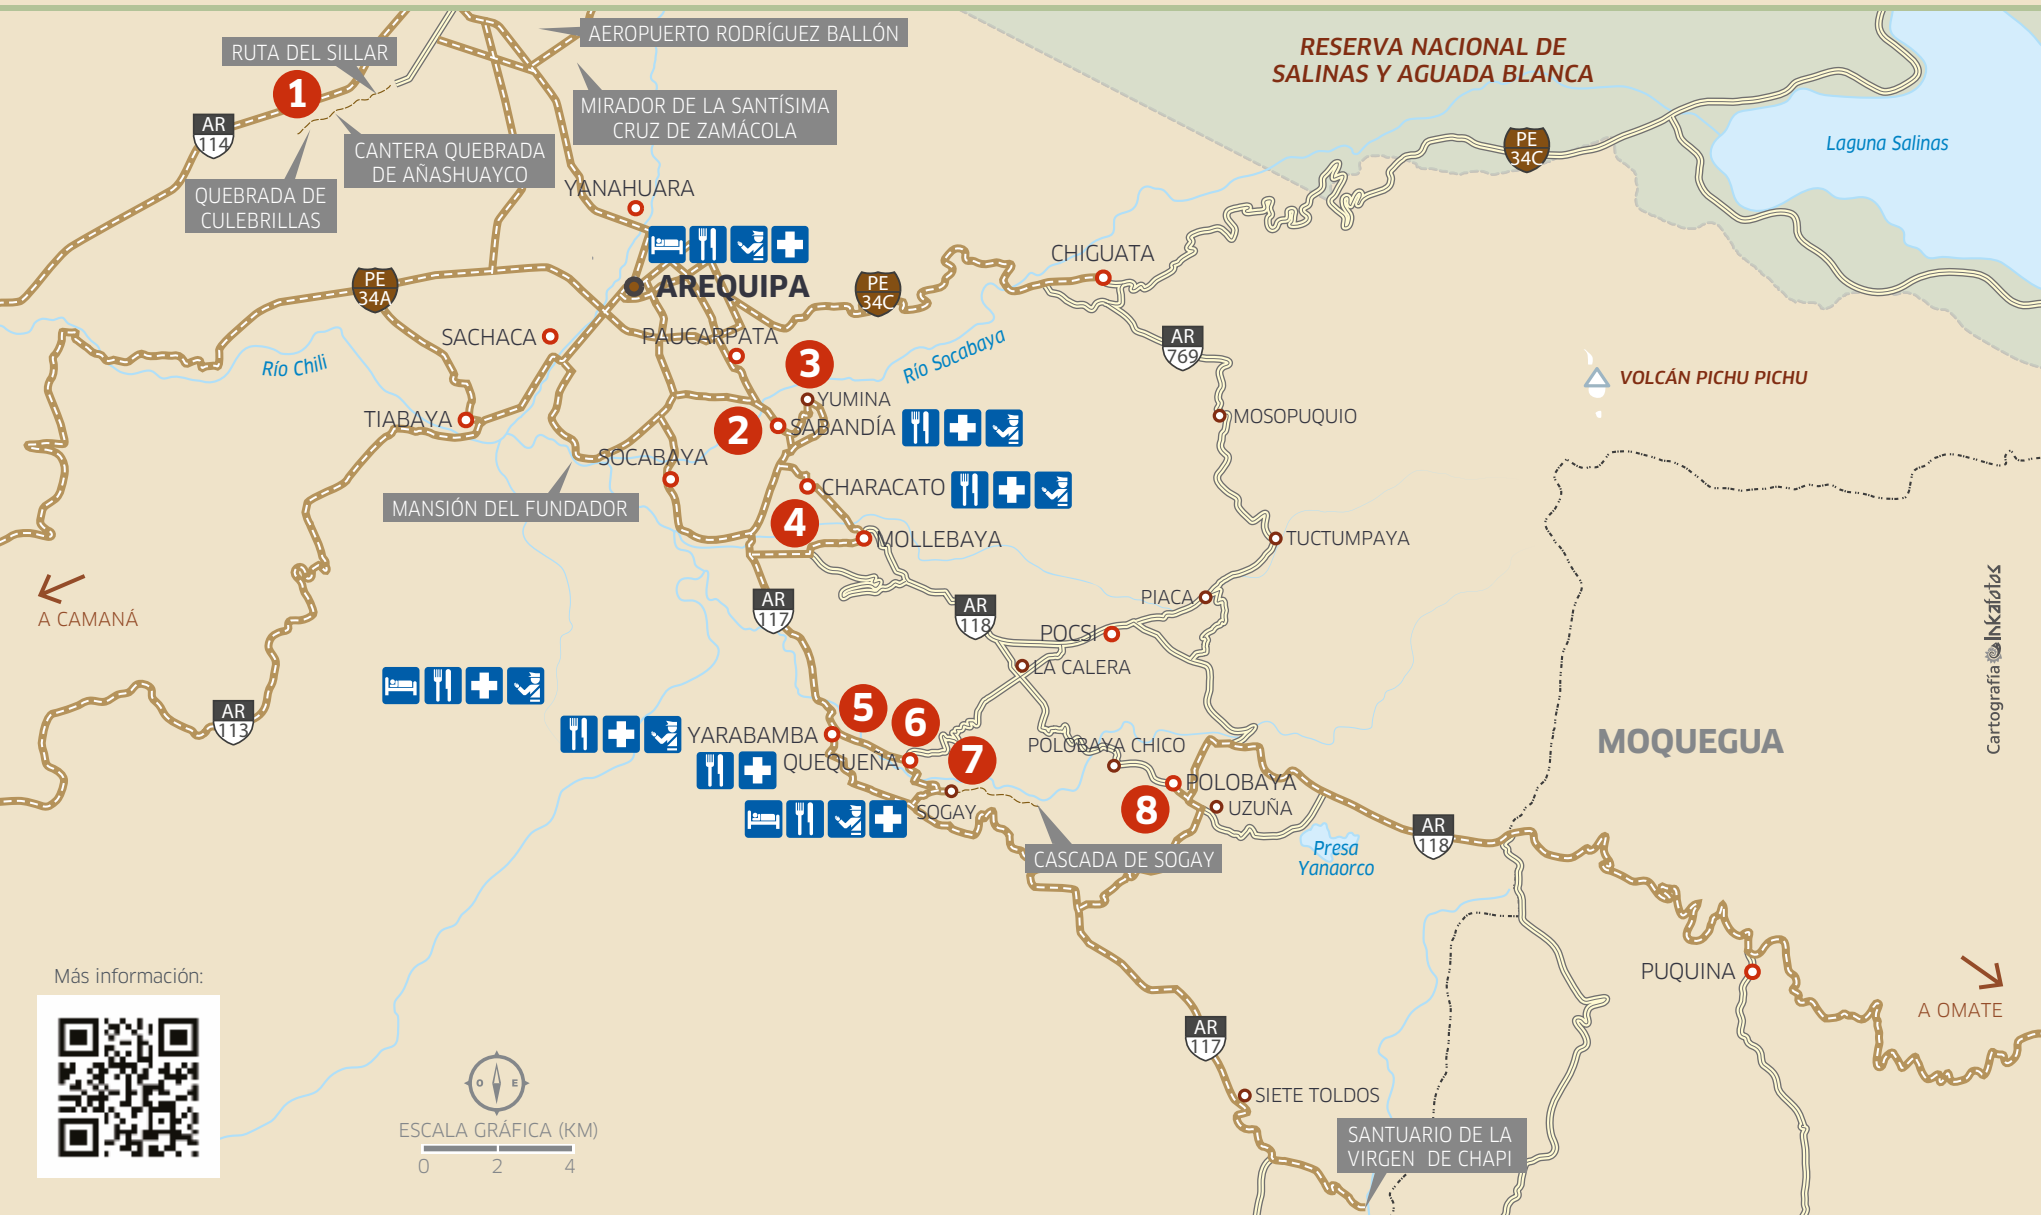 AEROPUERTO RODRÍGUEZ BALLÓN
RUTA DEL SILLAR
RESERVA NACIONAL DE
SALINAS Y AGUADA BLANCA
1
MIRADOR DE LA SANTÍSIMA
CRUZ DE ZAMÁCOLA
AR
114
CANTERA QUEBRADA
DE AÑASHUAYCO
PE
34C
Laguna Salinas
QUEBRADA DE
CULEBRILLAS
YANAHUARA
CHIGUATA
PE
34A
AREQUIPA
PE
34C
SACHACA
PAUCARPATA
AR
769
Río Chili
Río Socabaya
3
VOLCÁN PICHU PICHU
YUMINA
TIABAYA
2
SABANDÍA
MOSOPUQUIO
SOCABAYA
CHARACATO
MANSIÓN DEL FUNDADOR
4
MOLLEBAYA
TUCTUMPAYA
A CAMANÁ
AR
117
AR
118
PIACA
POCSI
LA CALERA
Cartografía Inkafotos
AR
113
5
6
YARABAMBA
QUEQUEÑA
7
POLOBAYA CHICO
MOQUEGUA
POLOBAYA
SOGAY
8
UZUÑA
CASCADA DE SOGAY
Presa
Yanaorco
AR
118
Más información:
PUQUINA
A OMATE
AR
117
O E
ESCALA GRÁFICA (KM)
0 2 4
SIETE TOLDOS
SANTUARIO DE LA
VIRGEN DE CHAPI